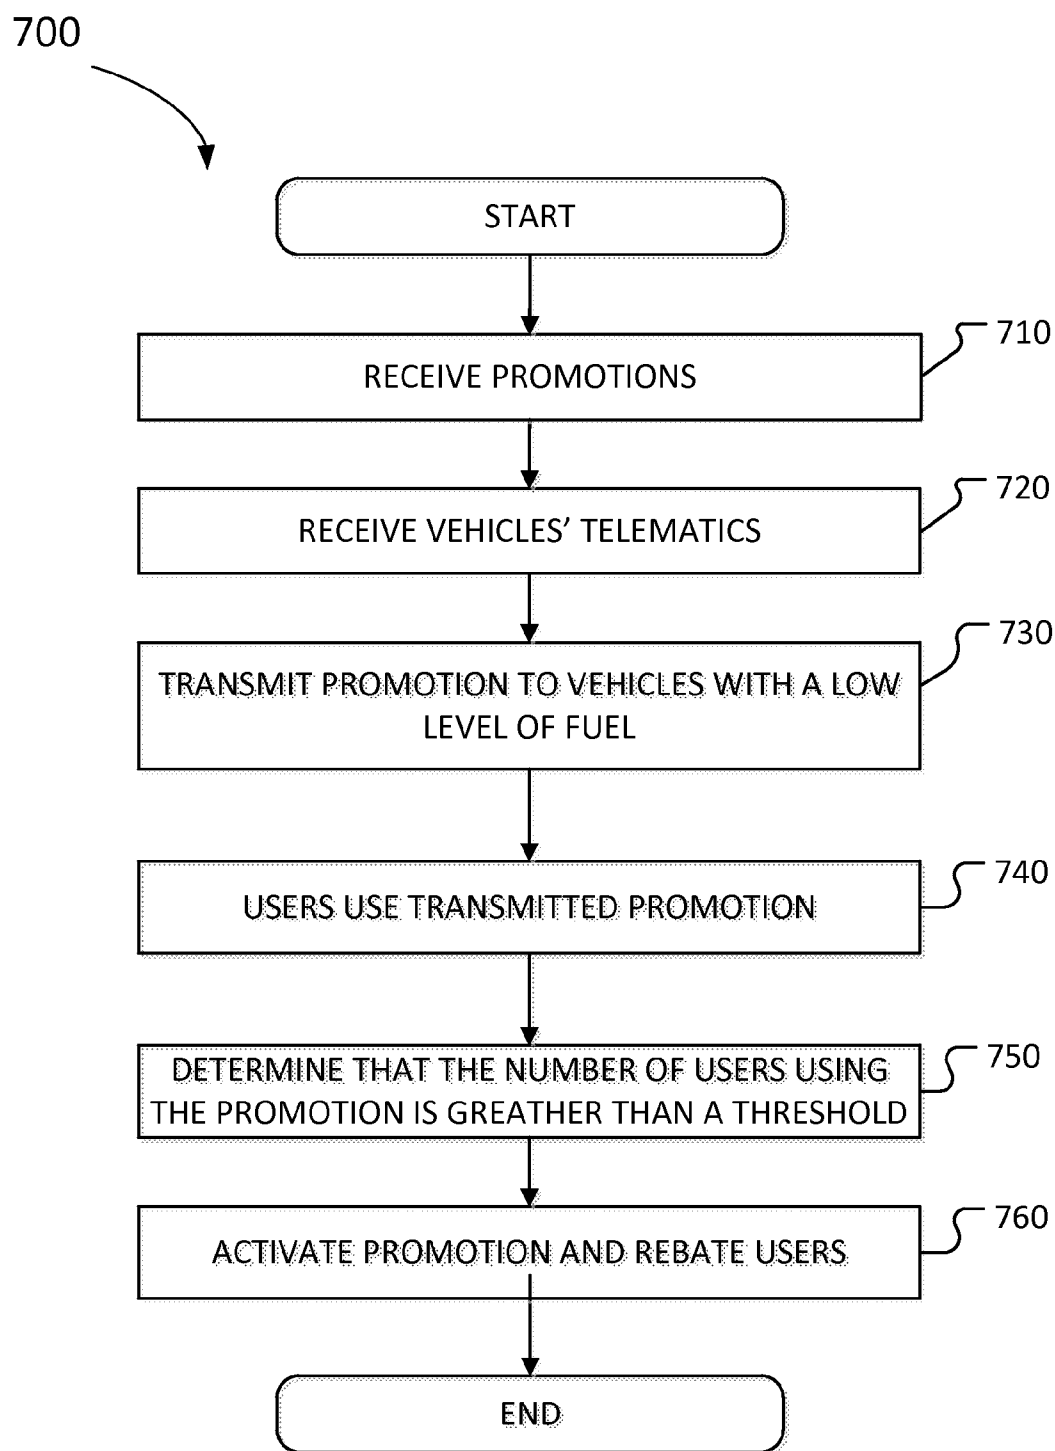 700
START
RECEIVE PROMOTIONS
710
RECEIVE VEHICLES’ TELEMATICS
720
TRANSMIT PROMOTION TO VEHICLES WITH A LOW
LEVEL OF FUEL
730
USERS USE TRANSMITTED PROMOTION
740
DETERMINE THAT THE NUMBER OF USERS USING
THE PROMOTION IS GREATHER THAN A THRESHOLD
750
ACTIVATE PROMOTION AND REBATE USERS
760
END